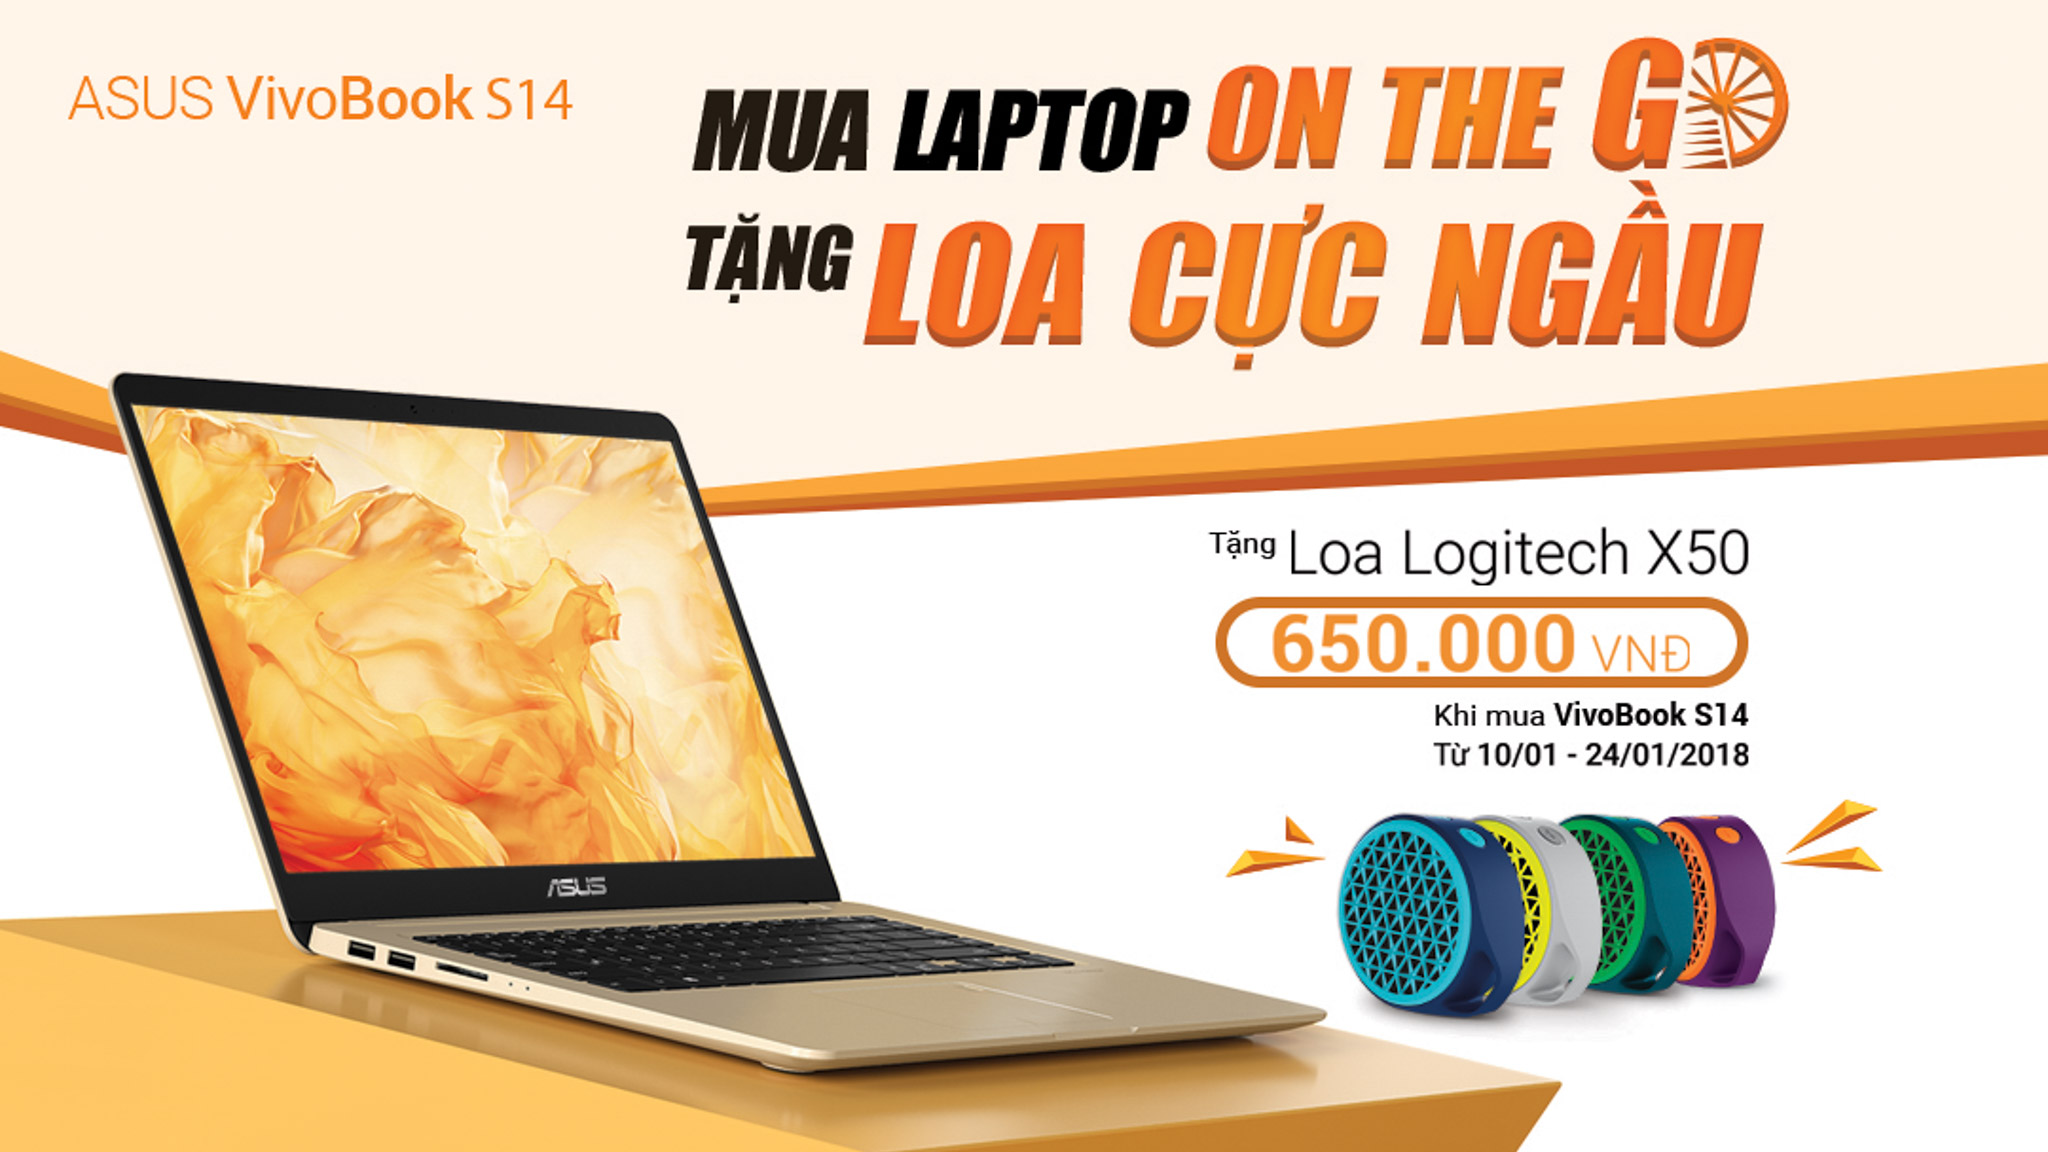 ASUS VivoBook S14
MUA LAPTOP ON THE GO
TẶNG LOA CỰC NGẦU
Tặng Loa Logitech X50
650.000 VNĐ
Khi mua VivoBook S14
Từ 10/01 - 24/01/2018
ASUS